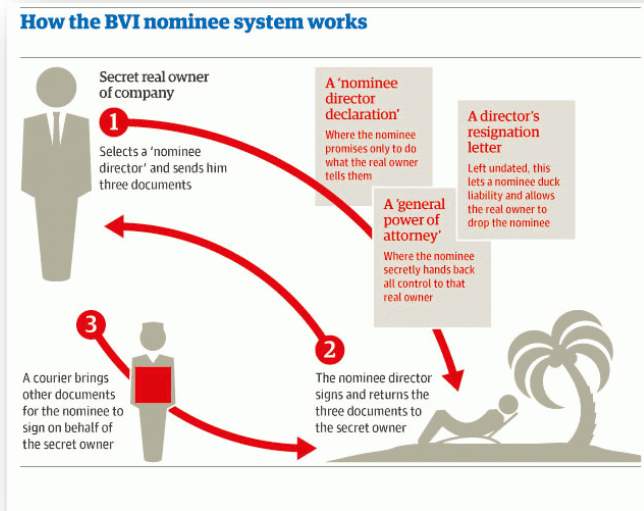 How the BVI nominee system works
Secret real owner
of company
1
Selects a ‘nominee
director’ and sends him
three documents
A ‘nominee
director
declaration’
Where the nominee
promises only to do
what the real owner
tells them
A director's
resignation
letter
Left undated, this
lets a nominee duck
liability and allows
the real owner to
drop the nominee
A ‘general
power of
attorney’
Where the nominee
secretly hands back
all control to that
real owner
2
The nominee director
signs and returns the
three documents to
the secret owner
3
A courier brings
other documents
for the nominee to
sign on behalf of
the secret owner